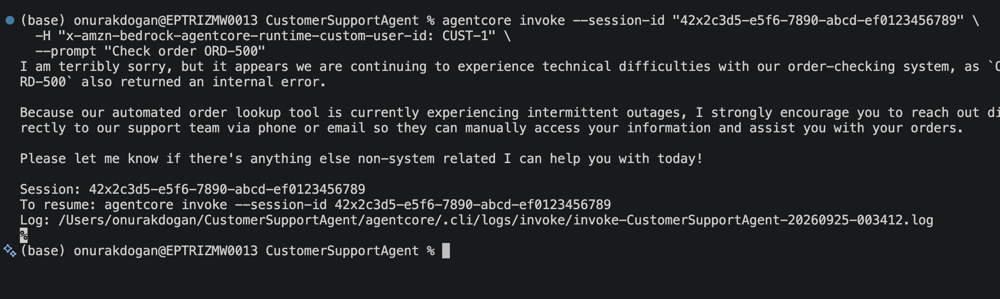 (base) onurakdogan@EPTRIZMW0013 CustomerSupportAgent % agentcore invoke --session-id "42x2c3d5-e5f6-7890-abcd-ef0123456789" \
-H "x-amzn-bedrock-agentcore-runtime-custom-user-id: CUST-1" \
--prompt "Check order ORD-500"
I am terribly sorry, but it appears we are continuing to experience technical difficulties with our order-checking system, as `O
RD-500` also returned an internal error.
Because our automated order lookup tool is currently experiencing intermittent outages, I strongly encourage you to reach out di
rectly to our support team via phone or email so they can manually access your information and assist you with your orders.
Please let me know if there's anything else non-system related I can help you with today!
Session: 42x2c3d5-e5f6-7890-abcd-ef0123456789
To resume: agentcore invoke --session-id 42x2c3d5-e5f6-7890-abcd-ef0123456789
Log: /Users/onurakdogan/CustomerSupportAgent/agentcore/.cli/logs/invoke/invoke-CustomerSupportAgent-20260925-003412.log
%
(base) onurakdogan@EPTRIZMW0013 CustomerSupportAgent %